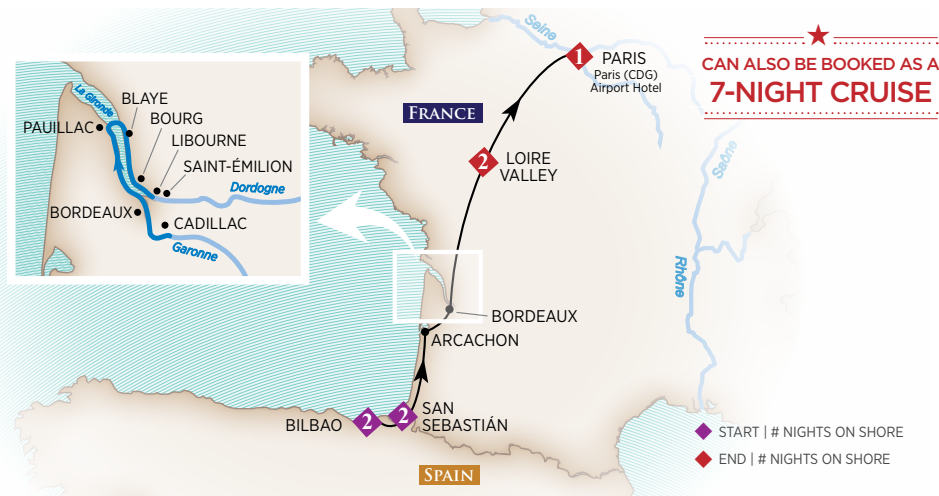 Seine
CAN ALSO BE BOOKED AS A
7-NIGHT CRUISE
1
PARIS
Paris (CDG)
Airport Hotel
FRANCE
La Gironde
BLAYE
BOURG
PAUILLAC
LIBOURNE
SAINT-ÉMILION
Dordogne
BORDEAUX
CADILLAC
Garonne
2
LOIRE
VALLEY
Saône
Rhône
BORDEAUX
ARCACHON
BILBAO
2
2
SAN
SEBASTIÁN
START | # NIGHTS ON SHORE
END | # NIGHTS ON SHORE
SPAIN